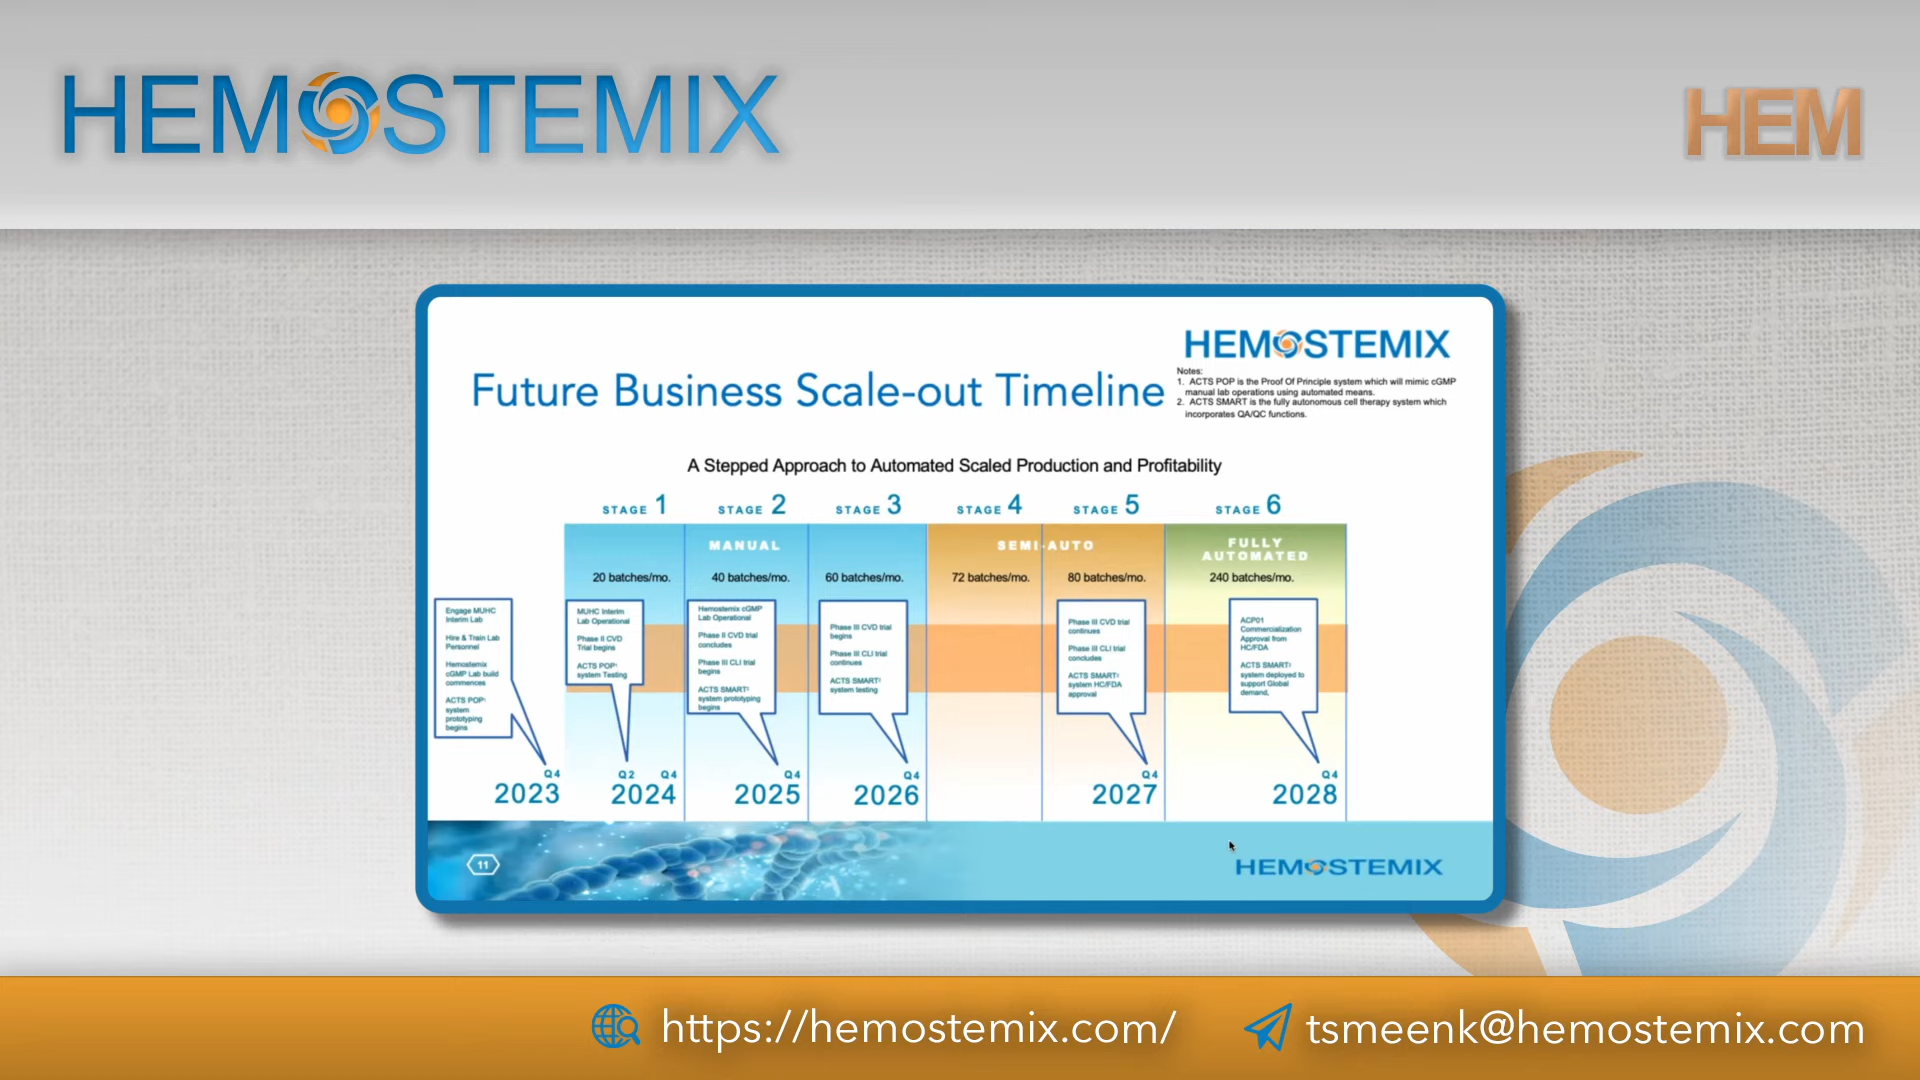 HEMOSTEMIX
HEM
HEMOSTEMIX
Future Business Scale-out Timeline
Notes:
1. ACTS POP is the Proof Of Principle system which will mimic cGMP
manual lab operations using automated means.
2. ACTS SMART is the fully autonomous cell therapy system which
incorporates QA/QC functions.
A Stepped Approach to Automated Scaled Production and Profitability
STAGE 1
STAGE 2
STAGE 3
STAGE 4
STAGE 5
STAGE 6
MANUAL
SEMI-AUTO
FULLY
AUTOMATED
20 batches/mo.
40 batches/mo.
60 batches/mo.
72 batches/mo.
80 batches/mo.
240 batches/mo.
Engage MUHC
Interim Lab
Hire & Train Lab
Personnel
Hemostemix
cGMP Lab build
commences
ACTS POP¹
system
prototyping
begins
MUHC Interim
Lab Operational
Phase II CVD
Trial begins
ACTS POP¹
system Testing
Hemostemix cGMP
Lab Operational
Phase II CVD trial
concludes
Phase III CLI trial
begins
ACTS SMART²
system prototyping
begins
Phase III CVD trial
begins
Phase III CLI trial
continues
ACTS SMART²
system testing
Phase III CVD trial
continues
Phase III CLI trial
concludes
ACTS SMART²
system HC/FDA
approval
ACP01
Commercialization
Approval from
HC/FDA
ACTS SMART²
system deployed to
support Global
demand.
Q4
2023
Q2 Q4
2024
Q4
2025
Q4
2026
Q4
2027
Q4
2028
11
HEMOSTEMIX
https://hemostemix.com/
tsmeenk@hemostemix.com